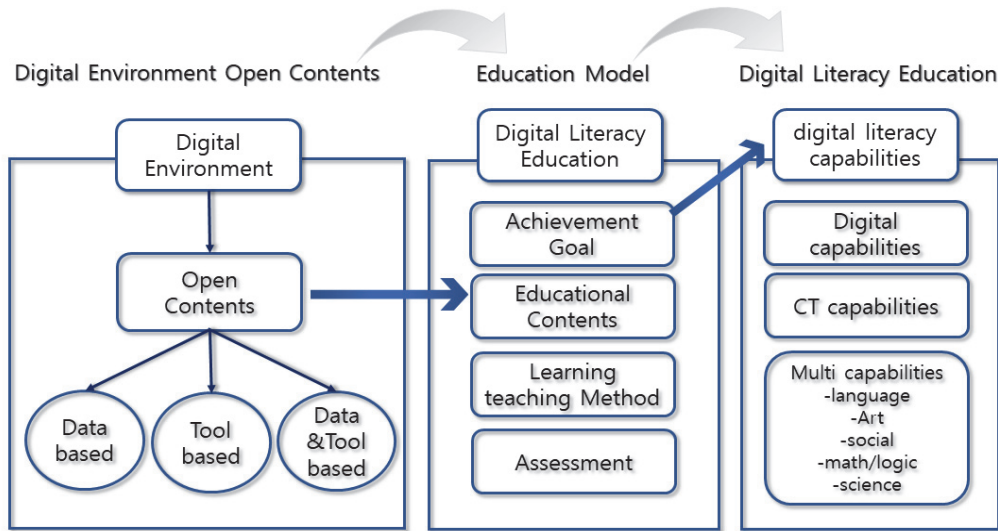 Digital Environment Open Contents
Education Model
Digital Literacy Education
Digital
Environment
Open
Contents
Data
based
Tool
based
Data
&Tool
based
Digital Literacy
Education
Achievement
Goal
Educational
Contents
Learning
teaching Method
Assessment
digital literacy
capabilities
Digital
capabilities
CT capabilities
Multi capabilities
-language
-Art
-social
-math/logic
-science